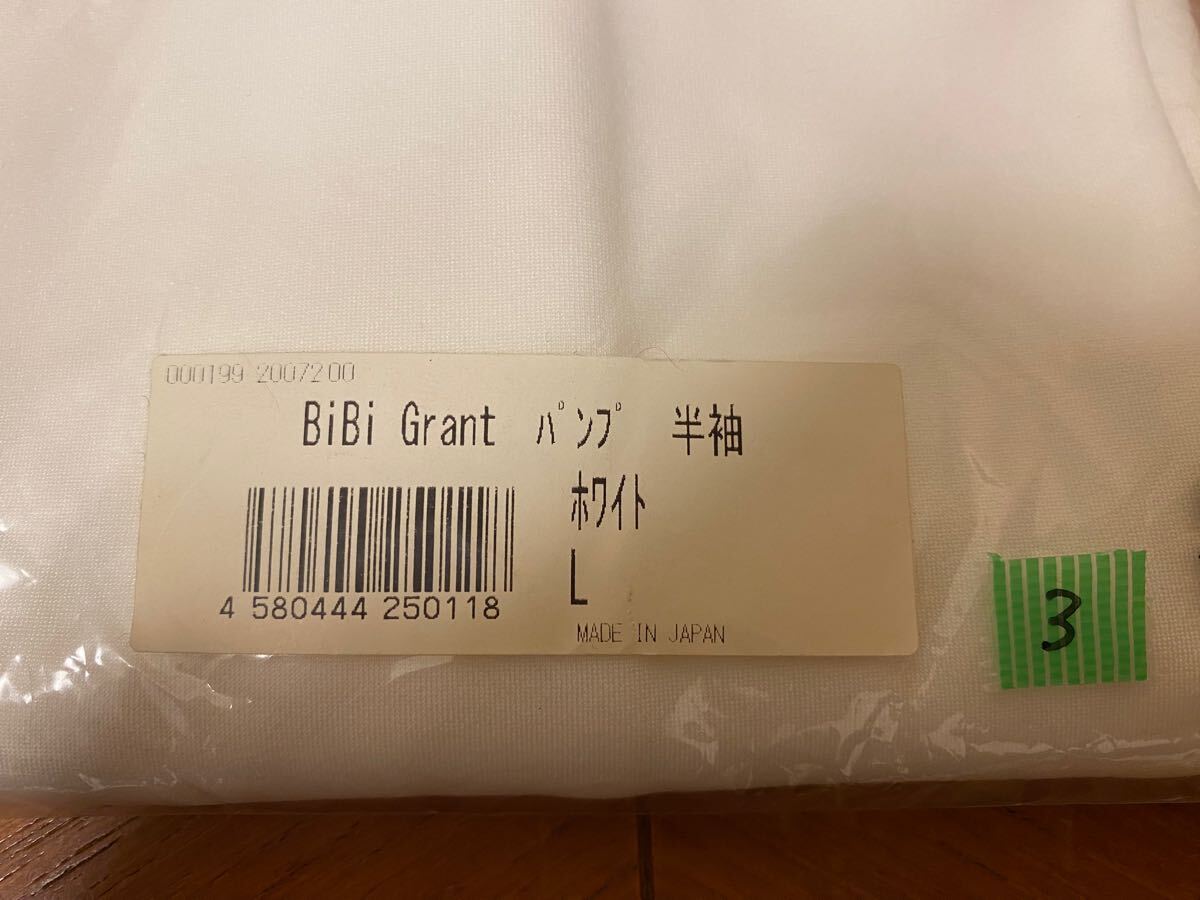 000199 2007200
BiBi Grant ﾊﾟﾝﾌﾟ 半袖
ﾎﾜｲﾄ
L
4 580444 250118
MADE IN JAPAN
3